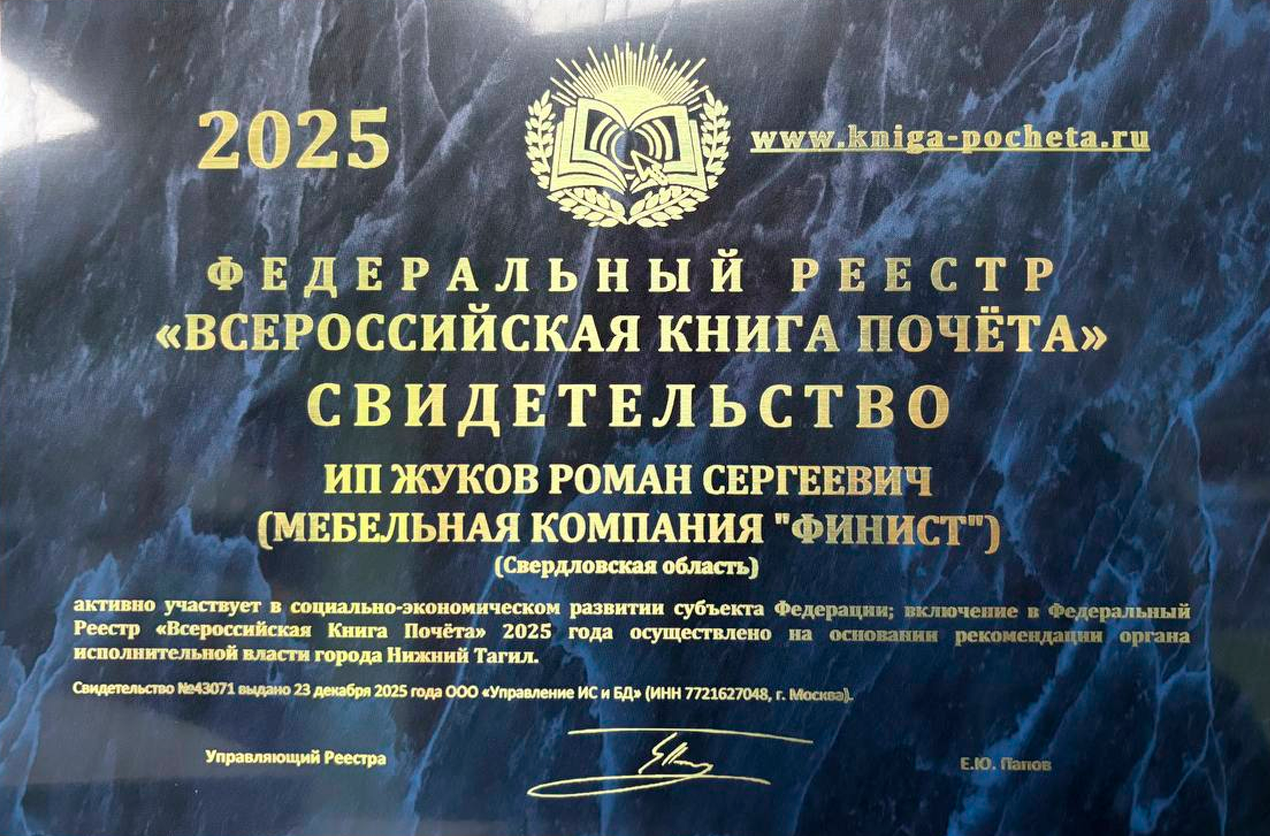 2025
www.kniga-pocheta.ru
ФЕДЕРАЛЬНЫЙ РЕЕСТР
«ВСЕРОССИЙСКАЯ КНИГА ПОЧЁТА»
СВИДЕТЕЛЬСТВО
ИП ЖУКОВ РОМАН СЕРГЕЕВИЧ
(МЕБЕЛЬНАЯ КОМПАНИЯ "ФИНИСТ")
(Свердловская область)
активно участвует в социально-экономическом развитии субъекта Федерации; включение в Федеральный
Реестр «Всероссийская Книга Почёта» 2025 года осуществлено на основании рекомендации органа
исполнительной власти города Нижний Тагил.
Свидетельство №43071 выдано 23 декабря 2025 года ООО «Управление ИС и БД» (ИНН 7721627048, г. Москва).
Управляющий Реестра
Е.Ю. Папов